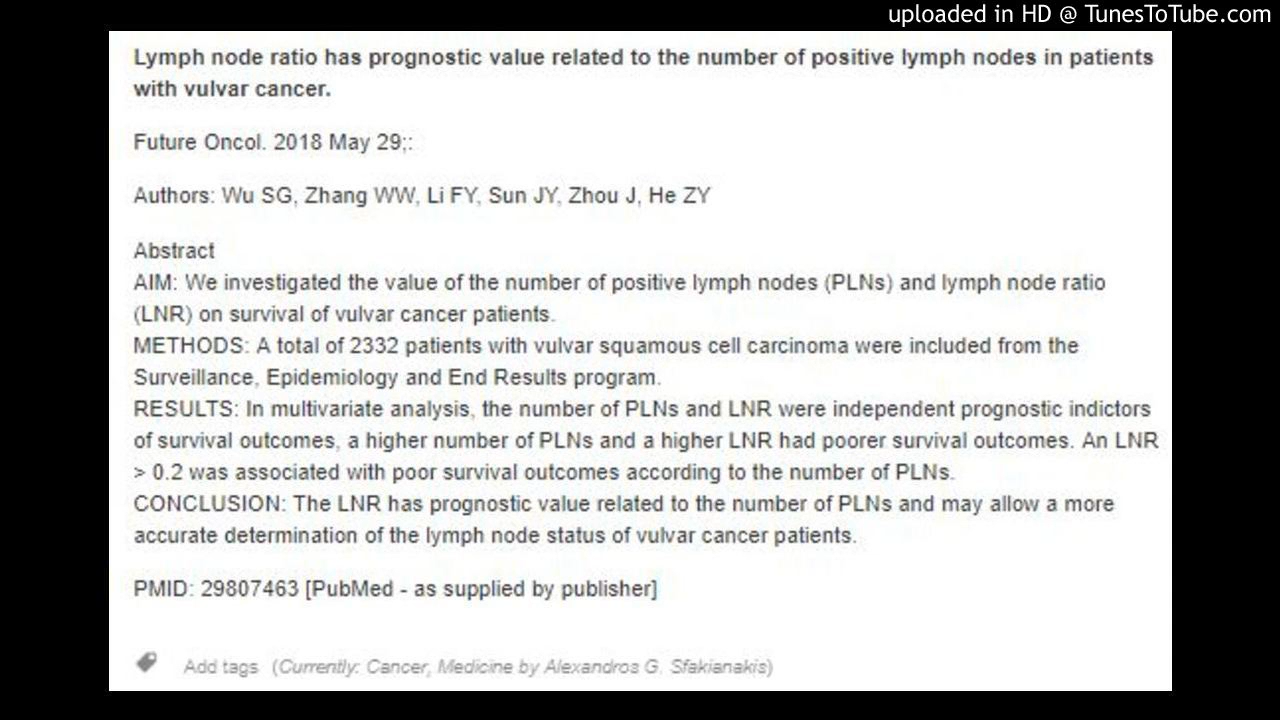 uploaded in HD @ TunesToTube.com
Lymph node ratio has prognostic value related to the number of positive lymph nodes in patients
with vulvar cancer.
Future Oncol. 2018 May 29;:
Authors: Wu SG, Zhang WW, Li FY, Sun JY, Zhou J, He ZY
Abstract
AIM: We investigated the value of the number of positive lymph nodes (PLNs) and lymph node ratio
(LNR) on survival of vulvar cancer patients.
METHODS: A total of 2332 patients with vulvar squamous cell carcinoma were included from the
Surveillance, Epidemiology and End Results program.
RESULTS: In multivariate analysis, the number of PLNs and LNR were independent prognostic indictors
of survival outcomes, a higher number of PLNs and a higher LNR had poorer survival outcomes. An LNR
> 0.2 was associated with poor survival outcomes according to the number of PLNs.
CONCLUSION: The LNR has prognostic value related to the number of PLNs and may allow a more
accurate determination of the lymph node status of vulvar cancer patients.
PMID: 29807463 [PubMed - as supplied by publisher]
Add tags (Currently: Cancer, Medicine by Alexandros G. Sfakianakis)